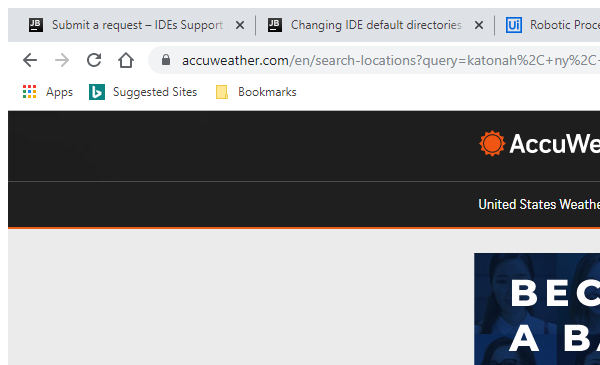 JB Submit a request – IDEs Support
JB Changing IDE default directories
Ui Robotic Proce
accuweather.com/en/search-locations?query=katonah%2C+ny%2C-
Apps
Suggested Sites
Bookmarks
AccuWe
United States Weathe
BEC
A BA